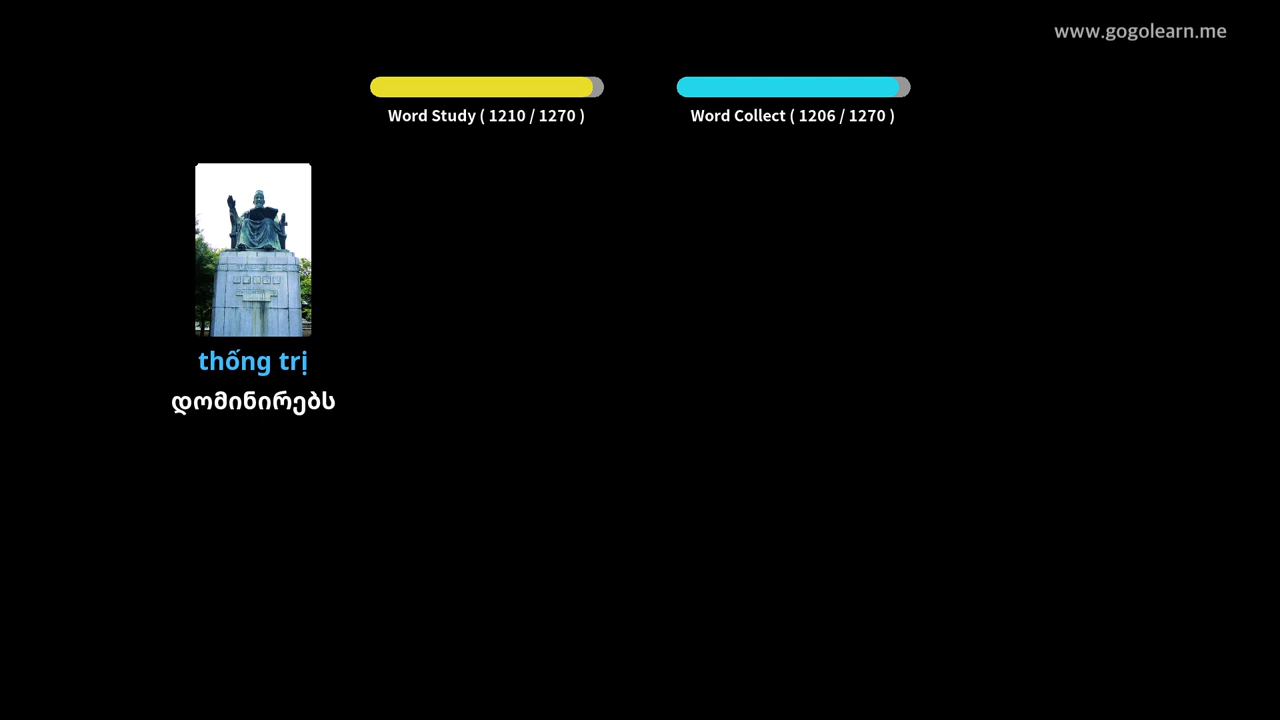 www.gogolearn.me
Word Study ( 1210 / 1270 )
Word Collect ( 1206 / 1270 )
thống trị
დომინირებს